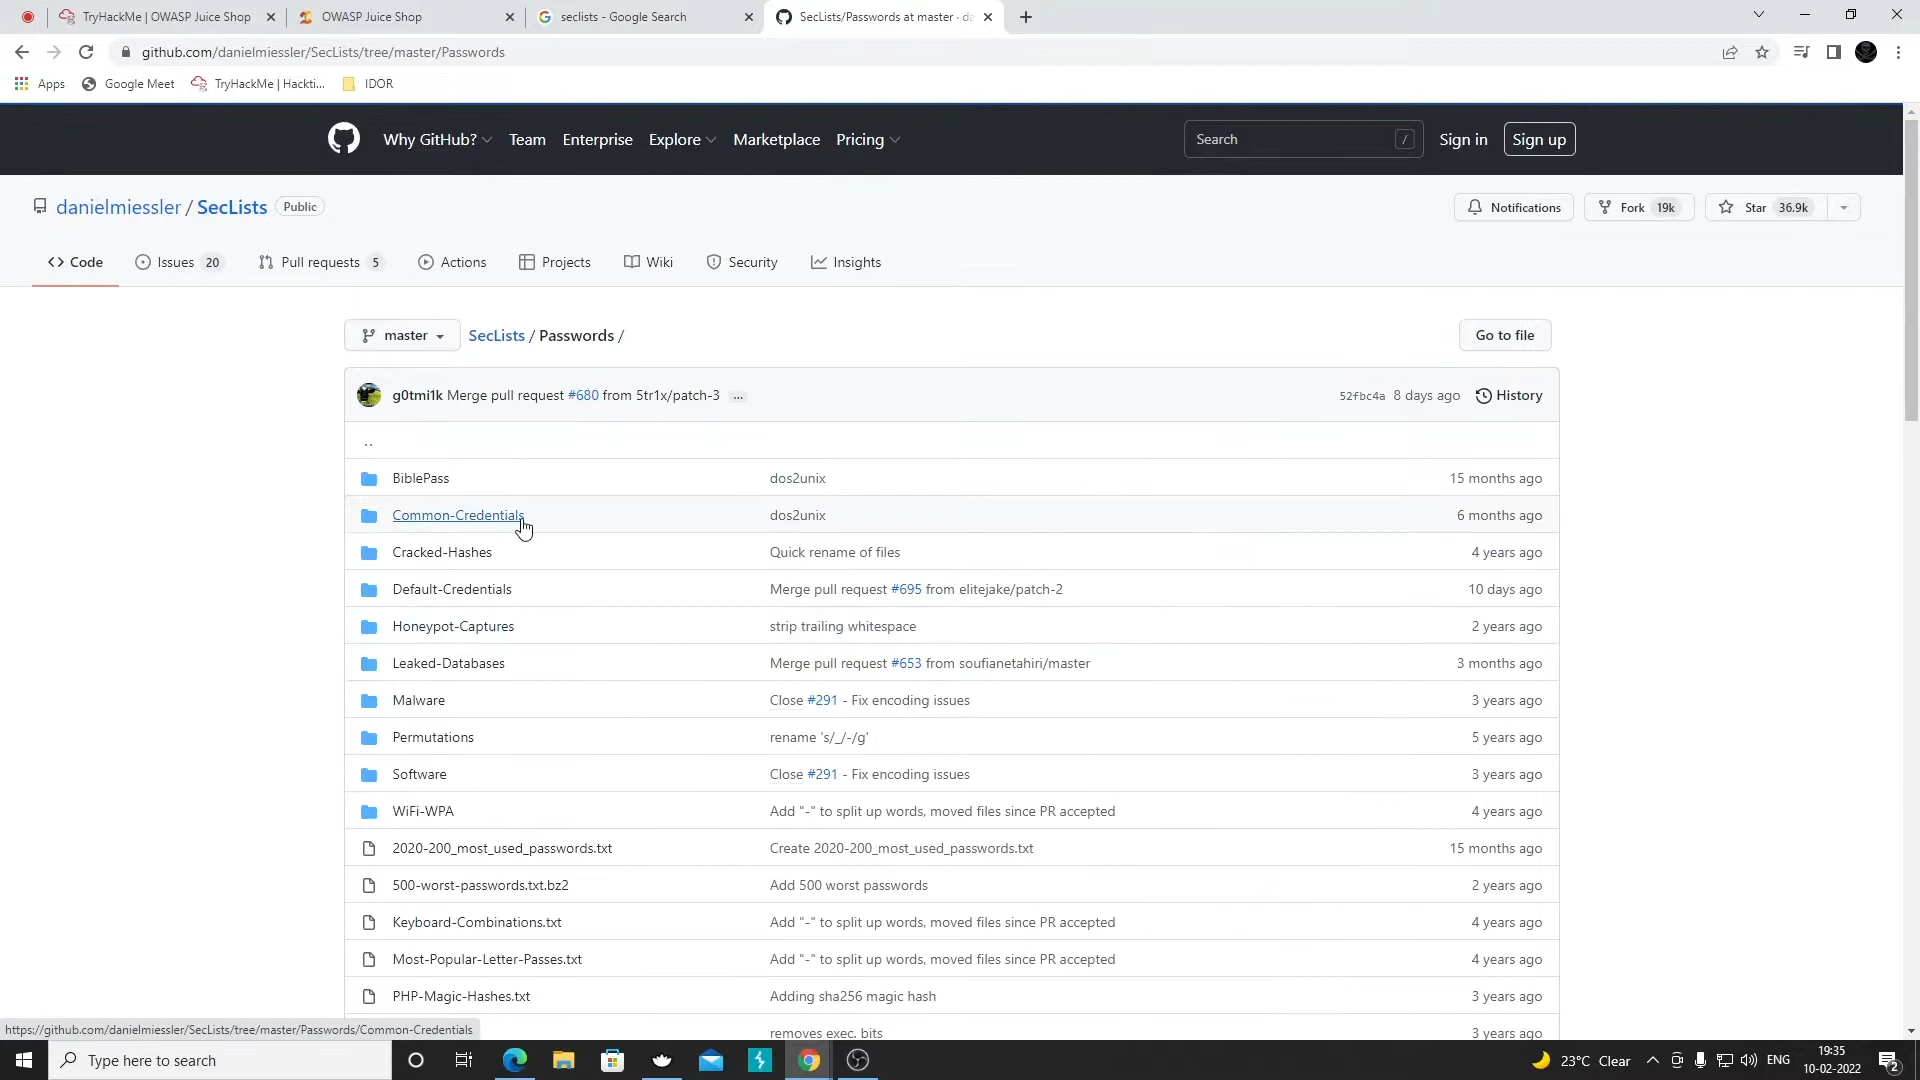 TryHackMe | OWASP Juice Shop
OWASP Juice Shop
seclists - Google Search
SecLists/Passwords at master · da
github.com/danielmiessler/SecLists/tree/master/Passwords
Apps
Google Meet
TryHackMe | Hackti...
IDOR
Why GitHub?
Team
Enterprise
Explore
Marketplace
Pricing
Search
/
Sign in
Sign up
danielmiessler / SecLists
Public
Notifications
Fork 19k
Star 36.9k
Code
Issues 20
Pull requests 5
Actions
Projects
Wiki
Security
Insights
master
SecLists / Passwords /
Go to file
g0tmi1k Merge pull request #680 from 5tr1x/patch-3 ...
52fbc4a 8 days ago
History
..
BiblePass dos2unix 15 months ago
Common-Credentials dos2unix 6 months ago
Cracked-Hashes Quick rename of files 4 years ago
Default-Credentials Merge pull request #695 from elitejake/patch-2 10 days ago
Honeypot-Captures strip trailing whitespace 2 years ago
Leaked-Databases Merge pull request #653 from soufianetahiri/master 3 months ago
Malware Close #291 - Fix encoding issues 3 years ago
Permutations rename 's/_/-/g' 5 years ago
Software Close #291 - Fix encoding issues 3 years ago
WiFi-WPA Add "-" to split up words, moved files since PR accepted 4 years ago
2020-200_most_used_passwords.txt Create 2020-200_most_used_passwords.txt 15 months ago
500-worst-passwords.txt.bz2 Add 500 worst passwords 2 years ago
Keyboard-Combinations.txt Add "-" to split up words, moved files since PR accepted 4 years ago
Most-Popular-Letter-Passes.txt Add "-" to split up words, moved files since PR accepted 4 years ago
PHP-Magic-Hashes.txt Adding sha256 magic hash 3 years ago
removes exec. bits 3 years ago
https://github.com/danielmiessler/SecLists/tree/master/Passwords/Common-Credentials
Type here to search
23°C Clear
ENG
19:35
10-02-2022
2